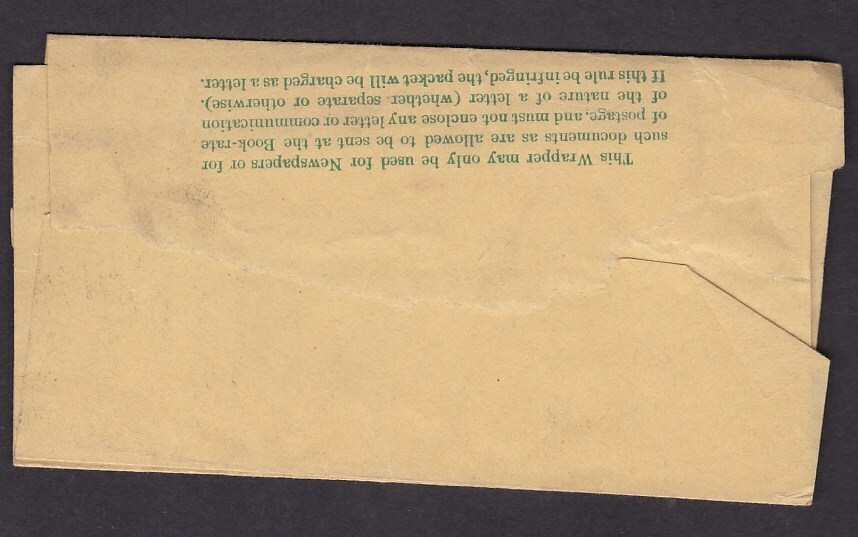 This Wrapper may only be used for Newspapers or for
such documents as are allowed to be sent at the Book-rate
of postage, and must not enclose any letter or communication
of the nature of a letter (whether separate or otherwise).
If this rule be infringed, the packet will be charged as a letter.